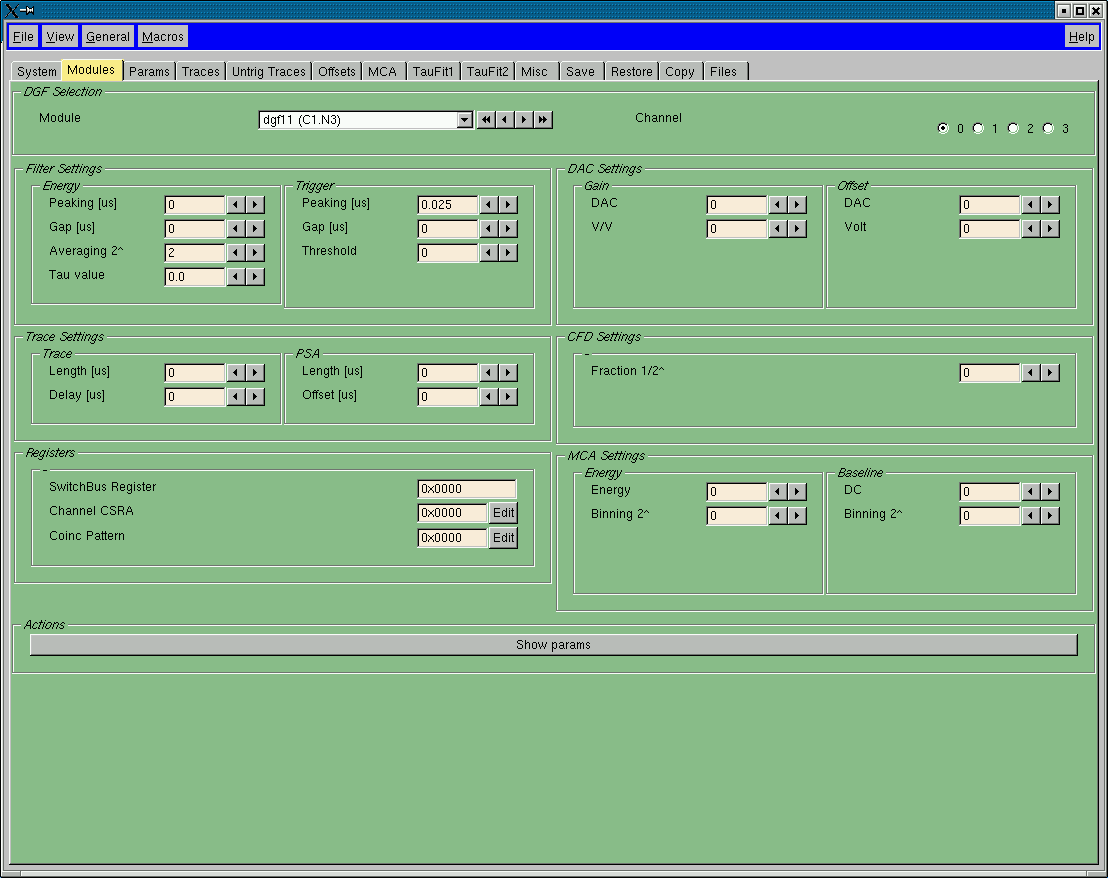 File View General Macros Help
System Modules Params Traces Untrig Traces Offsets MCA TauFit1 TauFit2 Misc Save Restore Copy Files
DGF Selection
Module dgf11 (C1.N3) Channel 0 1 2 3
Filter Settings
Energy
Peaking [us] 0
Gap [us] 0
Averaging 2^ 2
Tau value 0.0
Trigger
Peaking [us] 0.025
Gap [us] 0
Threshold 0
DAC Settings
Gain
DAC 0
V/V 0
Offset
DAC 0
Volt 0
Trace Settings
Trace
Length [us] 0
Delay [us] 0
PSA
Length [us] 0
Offset [us] 0
CFD Settings
-
Fraction 1/2^ 0
Registers
-
SwitchBus Register 0x0000
Channel CSRA 0x0000 Edit
Coinc Pattern 0x0000 Edit
MCA Settings
Energy
Energy 0
Binning 2^ 0
Baseline
DC 0
Binning 2^ 0
Actions
Show params